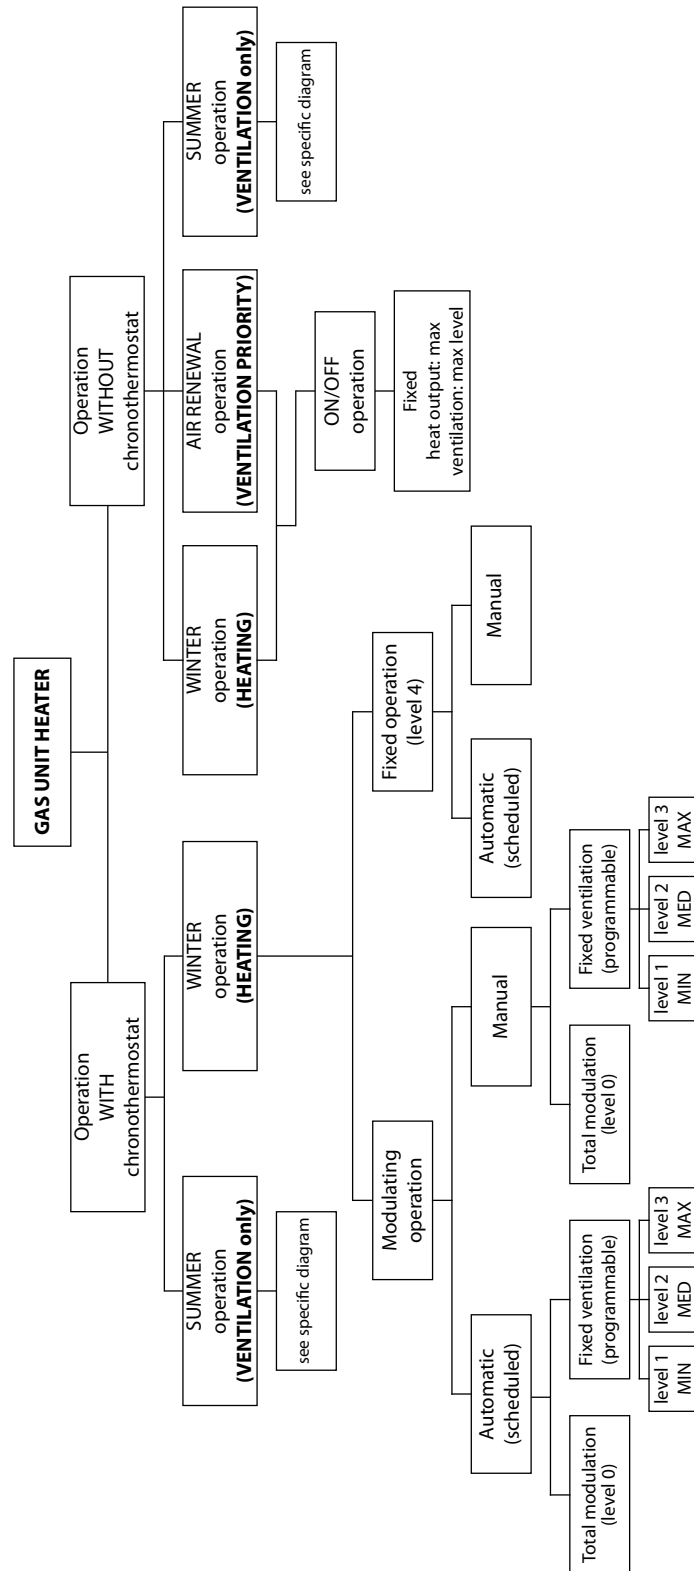 GAS UNIT HEATER
Operation
WITH
chronothermostat
Operation
WITHOUT
chronothermostat
SUMMER
operation
(VENTILATION only)
WINTER
operation
(HEATING)
WINTER
operation
(HEATING)
AIR RENEWAL
operation
(VENTILATION PRIORITY)
SUMMER
operation
(VENTILATION only)
see specific diagram
see specific diagram
ON/OFF
operation
Modulating
operation
Fixed operation
(level 4)
Fixed
heat output: max
ventilation: max level
Automatic
(scheduled)
Manual
Automatic
(scheduled)
Manual
Total modulation
(level 0)
Fixed ventilation
(programmable)
Total modulation
(level 0)
Fixed ventilation
(programmable)
level 1
MIN
level 2
MED
level 3
MAX
level 1
MIN
level 2
MED
level 3
MAX